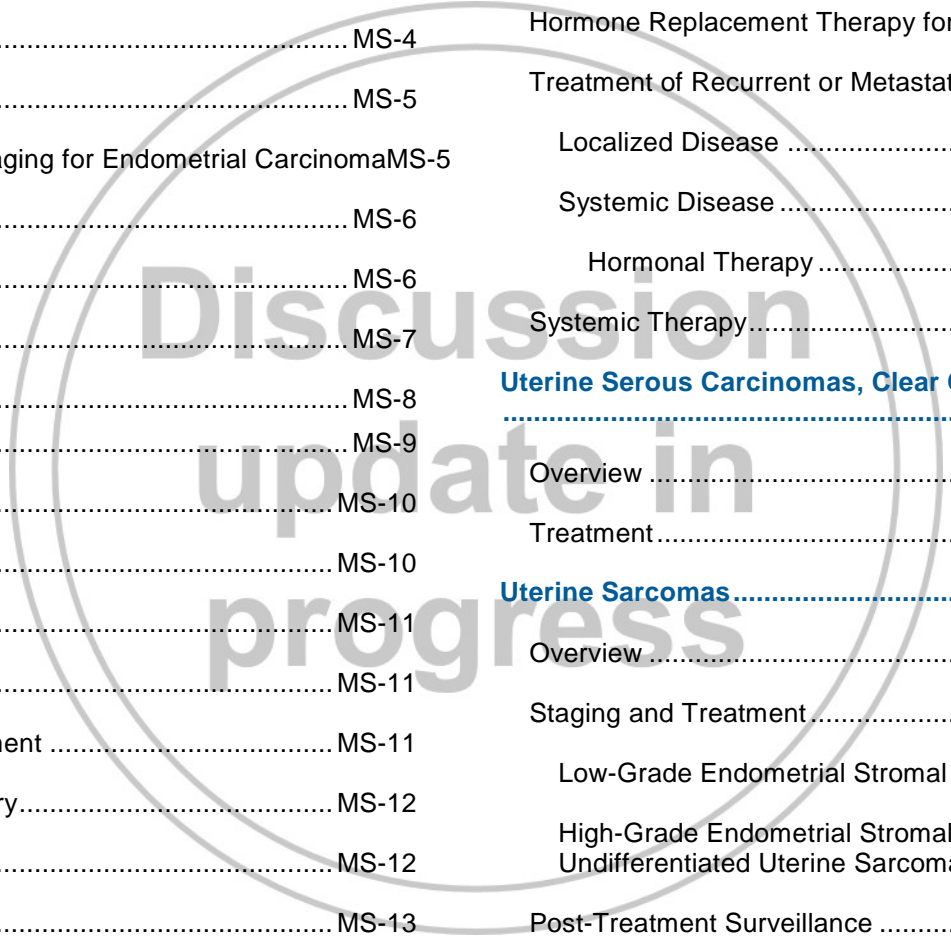 .................................................. MS-4
.................................................. MS-5
aging for Endometrial CarcinomaMS-5
.................................................. MS-6
.................................................. MS-6
.................................................. MS-7
.................................................. MS-8
.................................................. MS-9
.................................................. MS-10
.................................................. MS-10
.................................................. MS-11
.................................................. MS-11
ment .................................................. MS-11
ry .................................................. MS-12
.................................................. MS-12
.................................................. MS-13
Hormone Replacement Therapy for
Treatment of Recurrent or Metastat
Localized Disease ....................
Systemic Disease ....................
Hormonal Therapy ....................
Systemic Therapy ....................
Uterine Serous Carcinomas, Clear C
..................................................
Overview ....................
Treatment ....................
Uterine Sarcomas ....................
Overview ....................
Staging and Treatment ....................
Low-Grade Endometrial Stromal
High-Grade Endometrial Stromal
Undifferentiated Uterine Sarcoma
Post-Treatment Surveillance ....................
Discussion
update in
progress